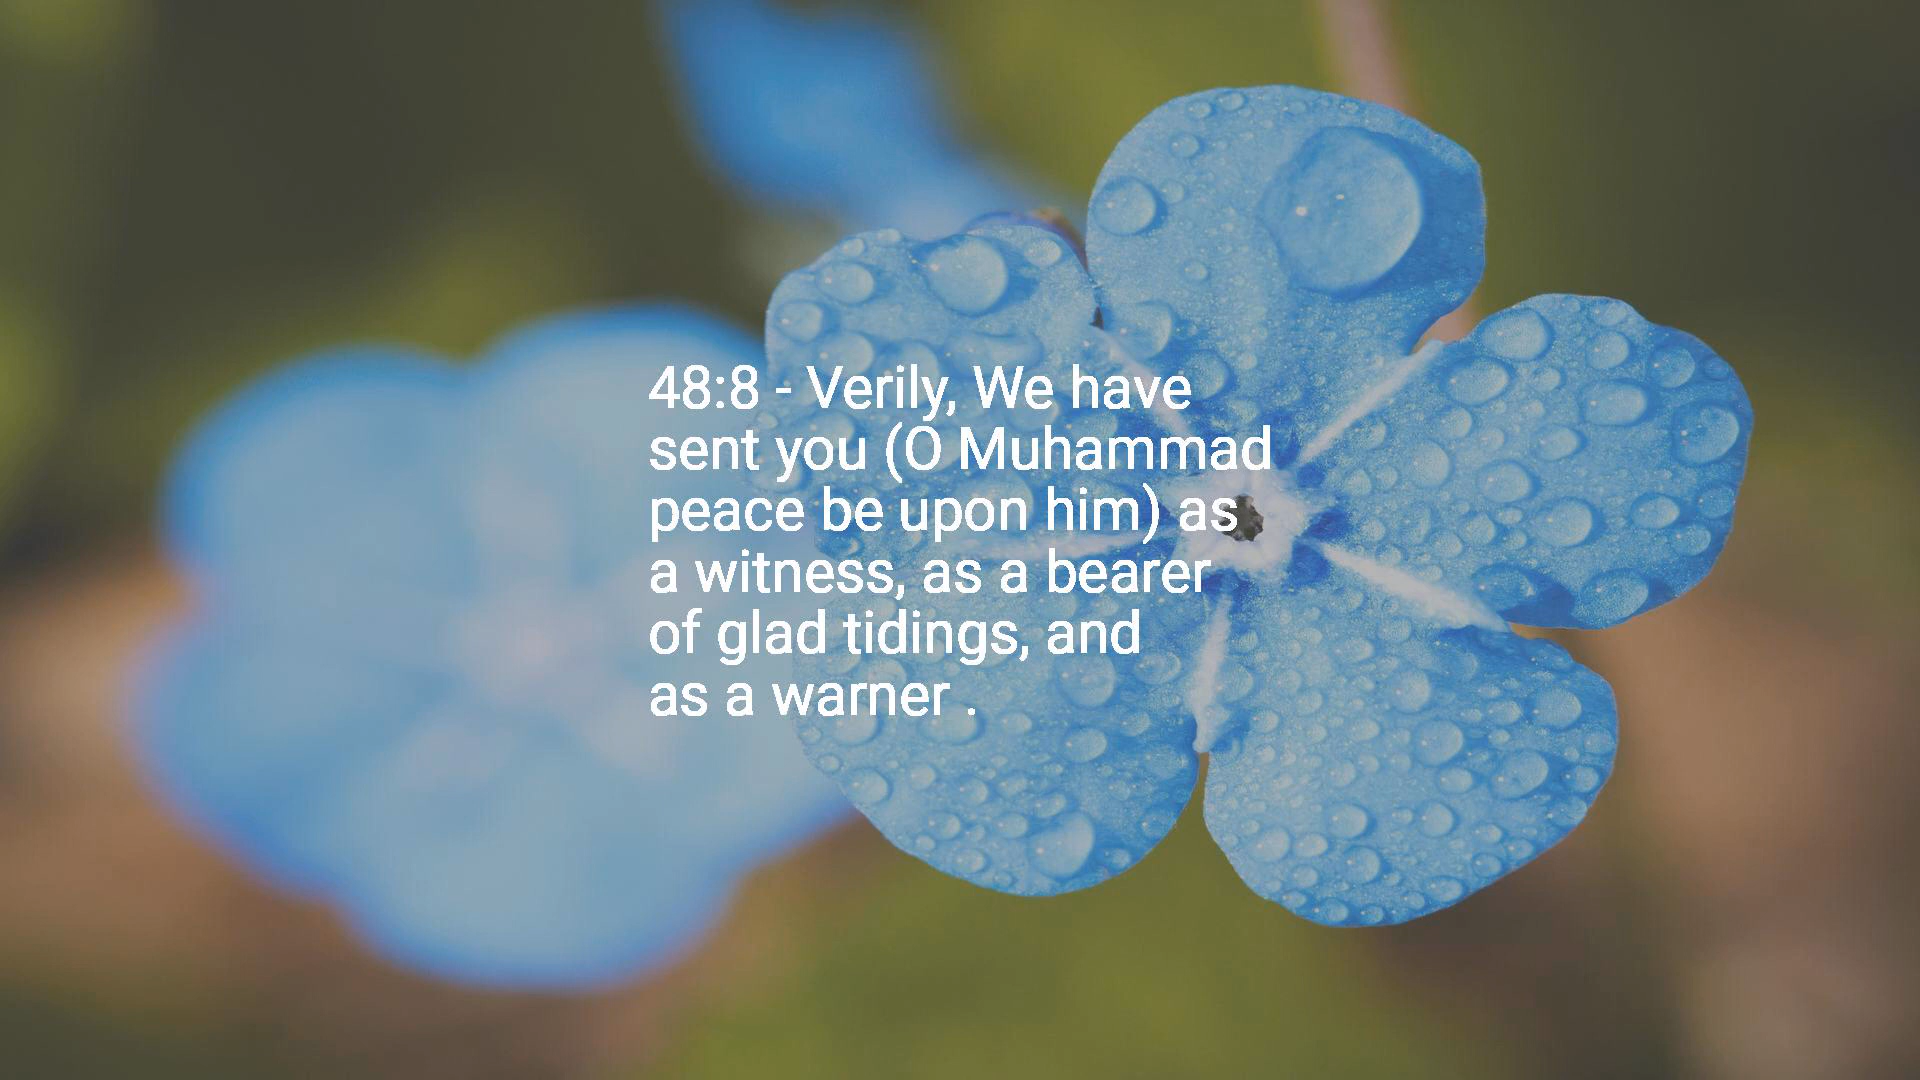 48:8 - Verily, We have
sent you (O Muhammad
peace be upon him) as
a witness, as a bearer
of glad tidings, and
as a warner .